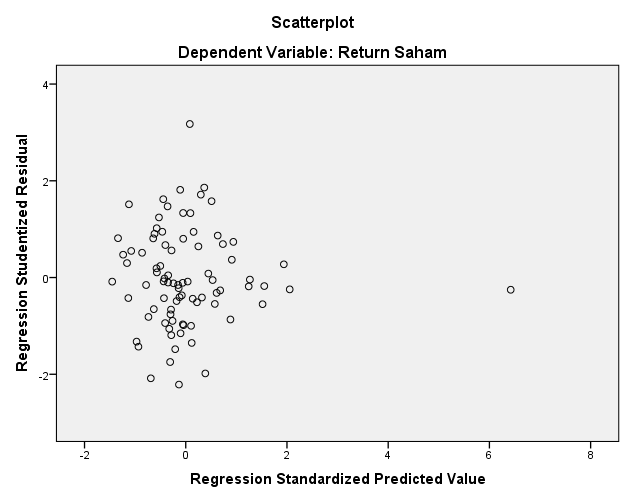 Scatterplot
Dependent Variable: Return Saham
Regression Studentized Residual
4
2
0
-2
-2 0 2 4 6 8
Regression Standardized Predicted Value